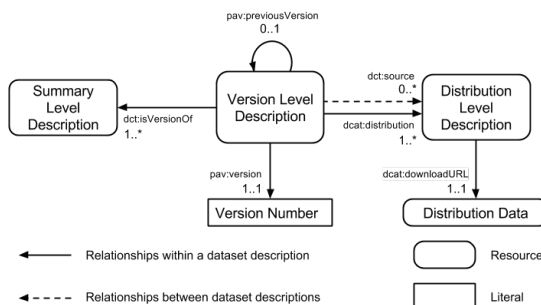 pav:previousVersion
0..1
Summary
Level
Description
dct:isVersionOf
1..*
Version Level
Description
dct:source
0..*
dcat:distribution
1..*
Distribution
Level
Description
pav:version
1..1
dcat:downloadURL
1..1
Version Number
Distribution Data
Relationships within a dataset description
Resource
Relationships between dataset descriptions
Literal